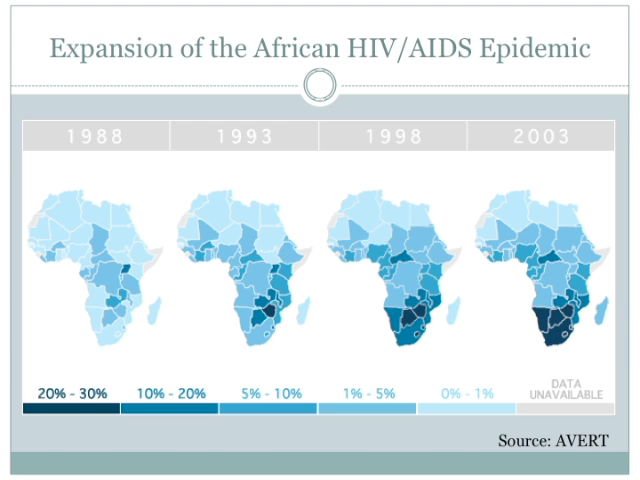 Expansion of the African HIV/AIDS Epidemic
1988 1993 1998 2003
20% - 30% 10% - 20% 5% - 10% 1% - 5% 0% - 1% DATA
UNAVAILABLE
Source: AVERT